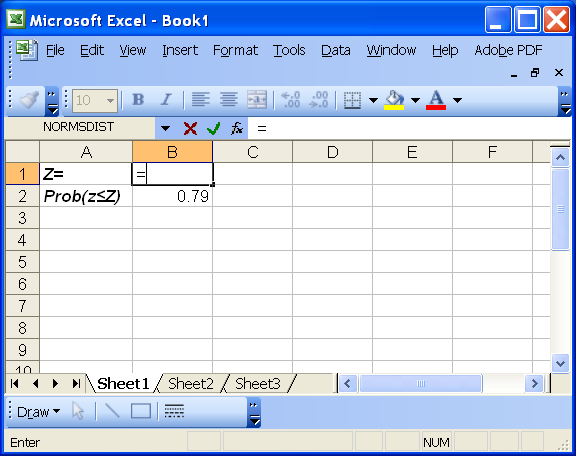 Microsoft Excel - Book1
File Edit View Insert Format Tools Data Window Help Adobe PDF
10 B I
NORMSDIST fx =
A B C D E F
1 Z= =
2 Prob(z≤Z) 0.79
3
4
5
6
7
8
9
10
Sheet1 Sheet2 Sheet3
Draw
Enter NUM